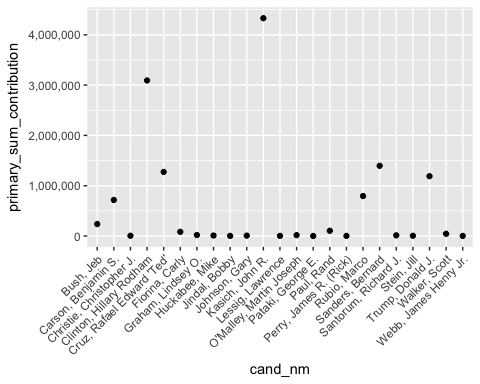 primary_sum_contribution
4,000,000
3,000,000
2,000,000
1,000,000
0
Bush, Jeb
Carson, Benjamin S.
Christie, Christopher J.
Clinton, Hillary Rodham
Cruz, Rafael Edward 'Ted'
Fiorina, Carly
Graham, Lindsey O.
Huckabee, Mike
Jindal, Bobby
Johnson, Gary
Kasich, John R.
Lessig, Lawrence
O'Malley, Martin Joseph
Pataki, George E.
Paul, Rand
Perry, James R. (Rick)
Rubio, Marco
Sanders, Bernard
Santorum, Richard J.
Stein, Jill
Trump, Donald J.
Walker, Scott
Webb, James Henry Jr.
cand_nm